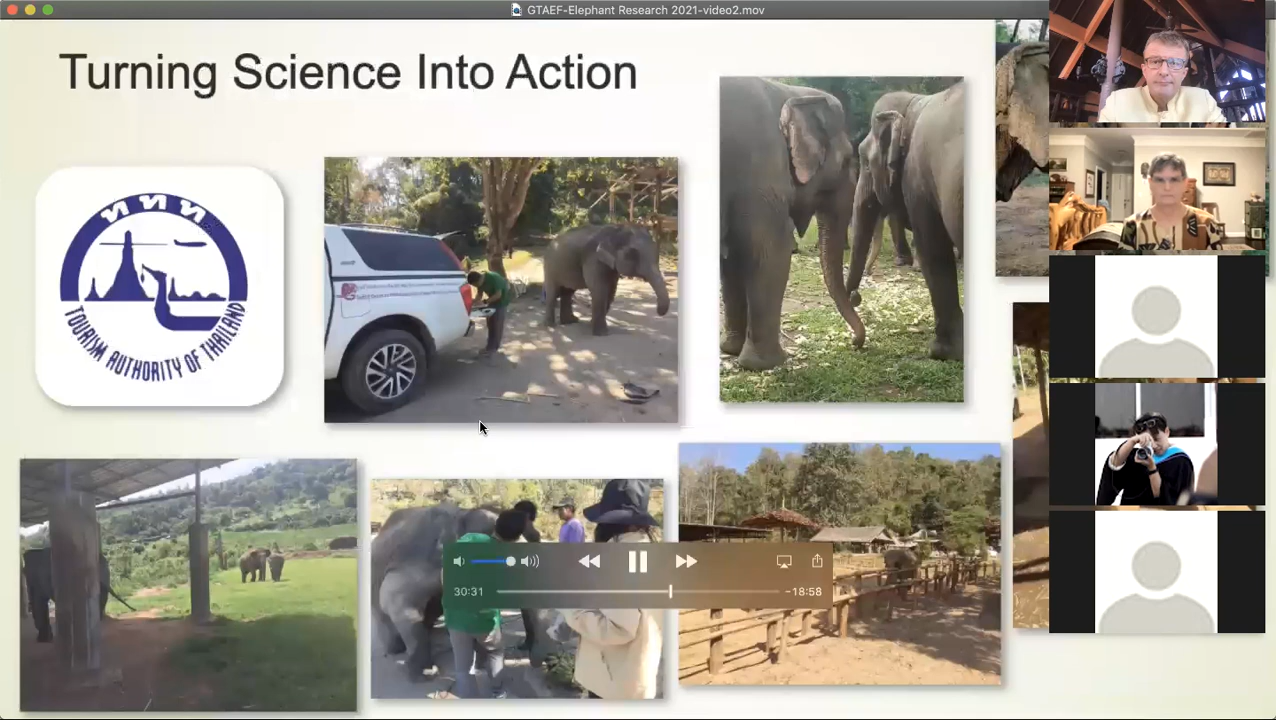 GTAEF-Elephant Research 2021-video2.mov
Turning Science Into Action
ททท
TOURISM AUTHORITY OF THAILAND
30:31
-18:58